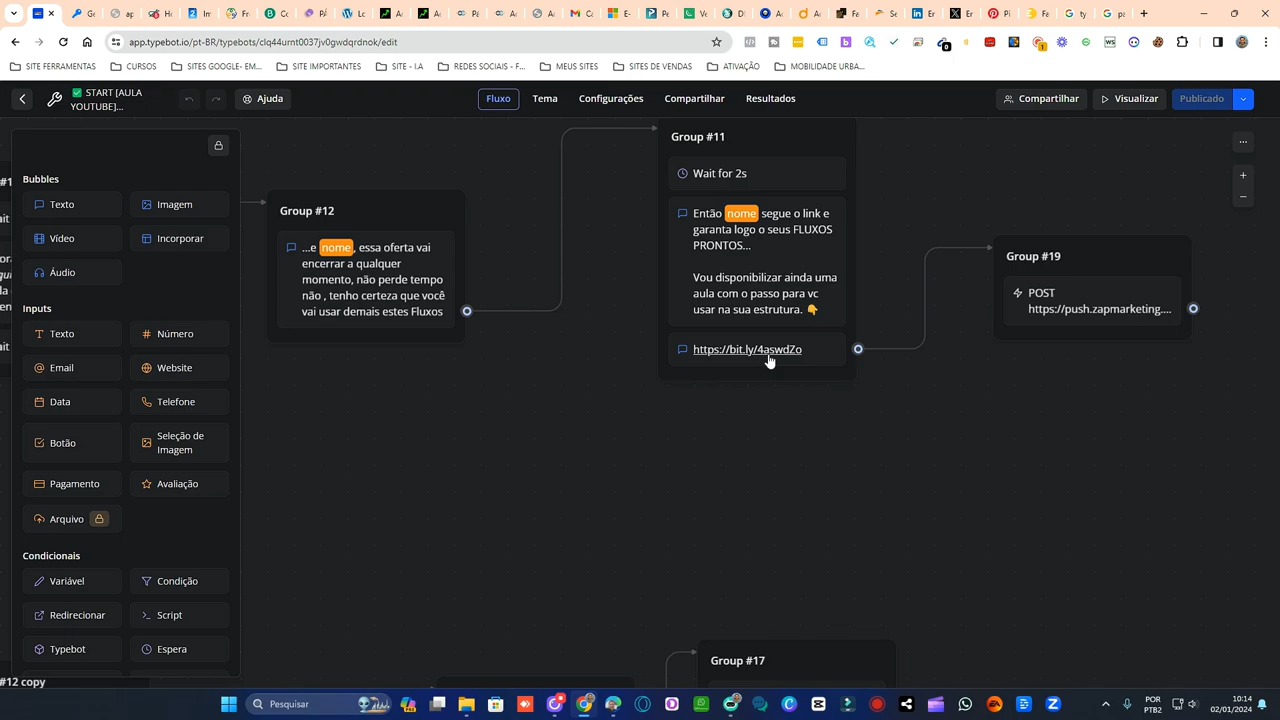 app.typebot.io/pt-BR/typebots/clq44umt0037jv0gwdqrdnok/edit
SITE FERRAMENTAS
CURSOS
SITES GOOGLE- EM...
SITE IMPORTANTES
SITE - I.A
REDES SOCIAIS – F...
MEUS SITES
SITES DE VENDAS
ATIVAÇÃO
MOBILIDADE URBA...
START [AULA
YOUTUBE]...
Ajuda
Fluxo
Tema
Configurações
Compartilhar
Resultados
Compartilhar
Visualizar
Publicado
Bubbles
Texto
Imagem
Vídeo
Incorporar
Áudio
Inputs
Texto
Número
Email
Website
Data
Telefone
Botão
Seleção de
Imagem
Pagamento
Avaliação
Arquivo
Condicionais
Variável
Condição
Redirecionar
Script
Typebot
Espera
#12 copy
Group #12
...e nome, essa oferta vai
encerrar a qualquer
momento, não perde tempo
não , tenho certeza que você
vai usar demais estes Fluxos
Group #11
Wait for 2s
Então nome segue o link e
garanta logo o seus FLUXOS
PRONTOS...
Vou disponibilizar ainda uma
aula com o passo para vc
usar na sua estrutura. 👇
https://bit.ly/4aswdZo
Group #19
POST
https://push.zapmarketing....
Group #17
Pesquisar
POR
PTB2
10:14
02/01/2024